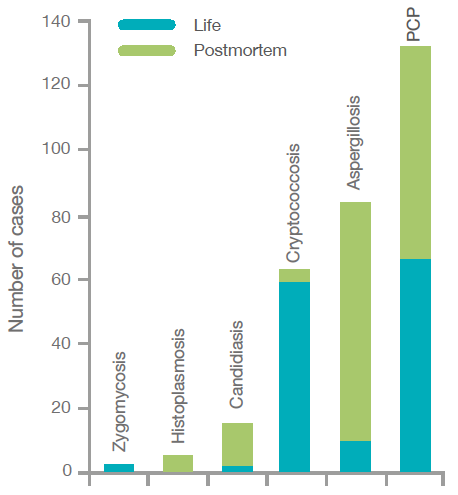 140
120
100
80
60
40
20
0
Number of cases
Life
Postmortem
Zygomycosis
Histoplasmosis
Candidiasis
Cryptococcosis
Aspergillosis
PCP